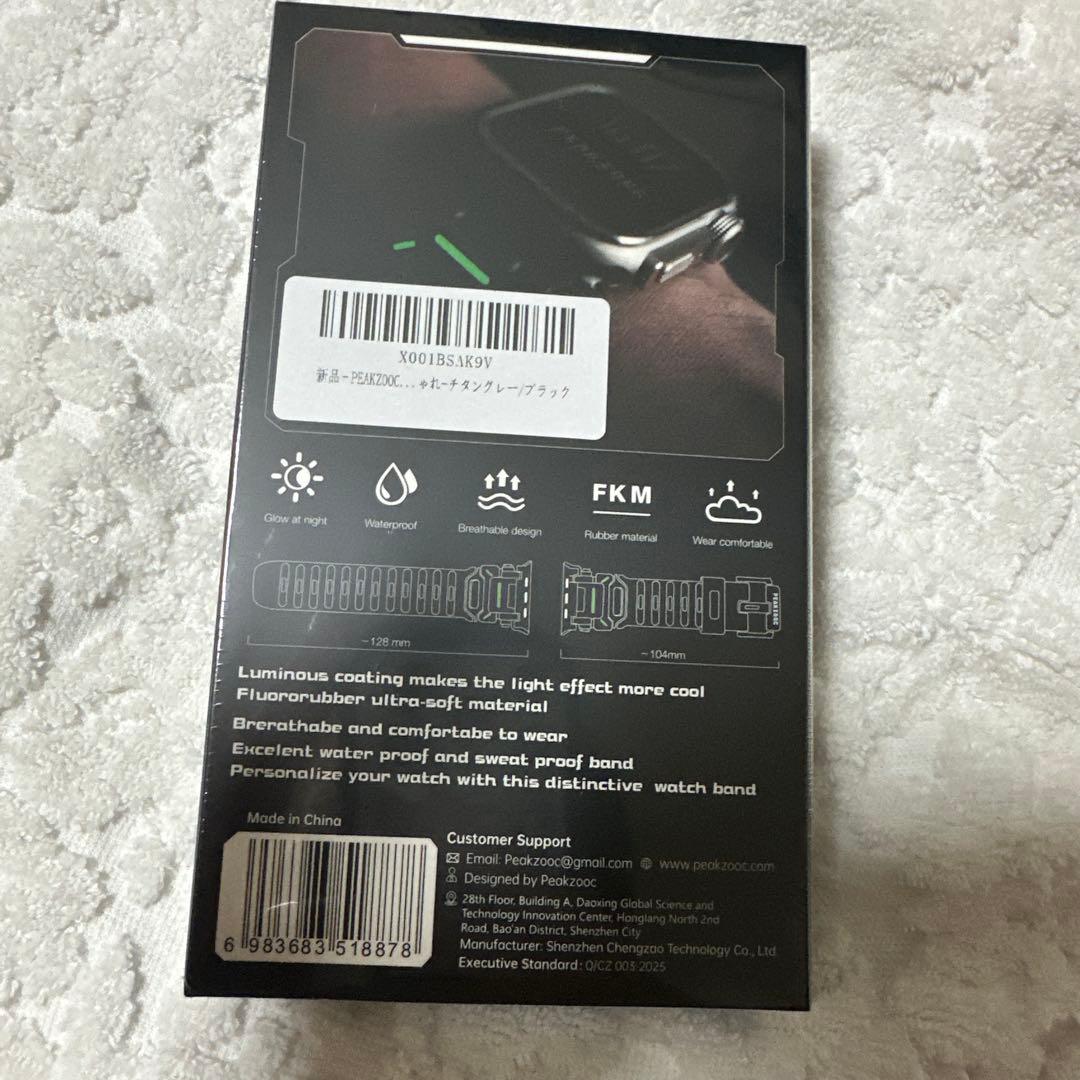 X001BSAK9V
新品-PEAKZOOC...ゃれ-チタングレー/ブラック
Glow at night
Waterproof
Breathable design
FKM
Rubber material
Wear comfortable
PEAKZOOC
~128 mm
~104mm
Luminous coating makes the light effect more cool
Fluororubber ultra-soft material
Brerathabe and comfortabe to wear
Excelent water proof and sweat proof band
Personalize your watch with this distinctive watch band
Made in China
6 983683 518878
Customer Support
Email: Peakzooc@gmail.com www.peakzooc.com
Designed by Peakzooc
28th Floor, Building A, Daoxing Global Science and
Technology Innovation Center, Honglang North 2nd
Road, Bao'an District, Shenzhen City
Manufacturer: Shenzhen Chengzao Technology Co., Ltd
Executive Standard: Q/CZ 003-2025